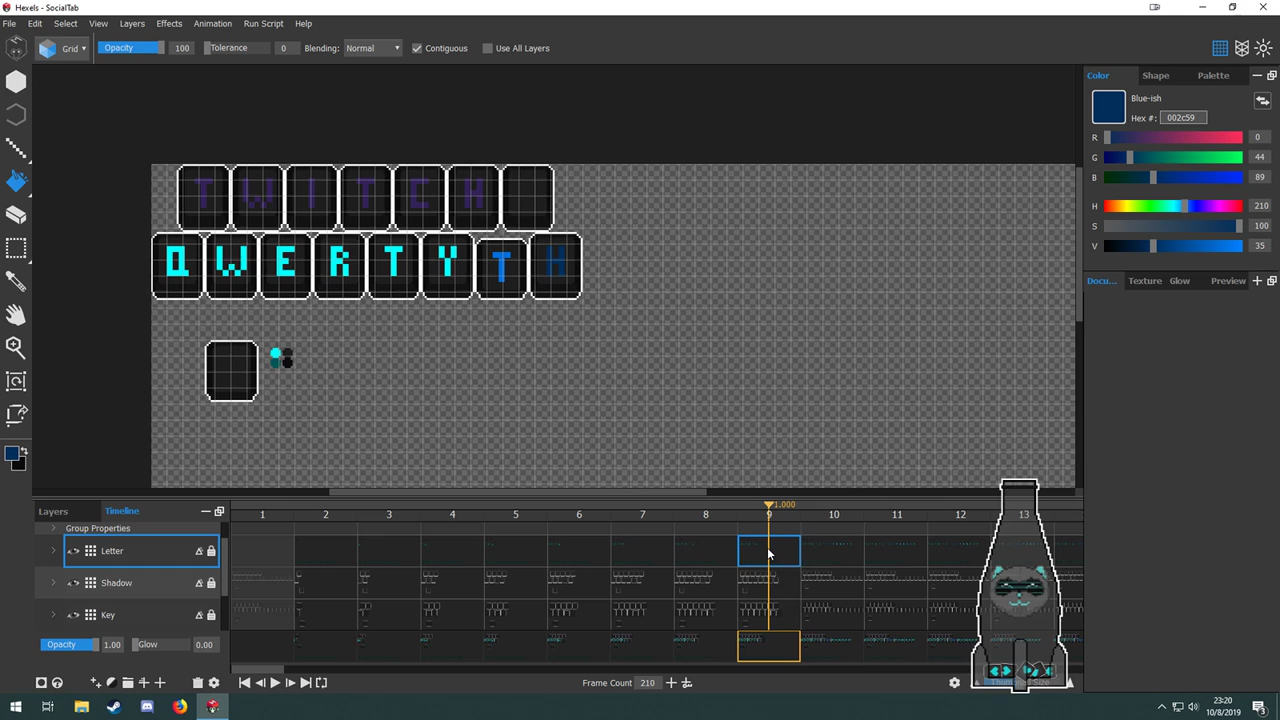 Hexels - SocialTab
File Edit Select View Layers Effects Animation Run Script Help
Grid Opacity 100 Tolerance 0 Blending: Normal Contiguous Use All Layers
Color Shape Palette
Blue-ish
Hex #: 002c59
R 0
G 44
B 89
H 210
S 100
V 35
TWITCH
QWERTYTH
Docu... Texture Glow Preview
Layers Timeline
1.000
1 2 3 4 5 6 7 8 9 10 11 12 13
Group Properties
Letter
Shadow
Key
Opacity 1.00 Glow 0.00
Frame Count 210
Size
23:20
10/8/2019
3